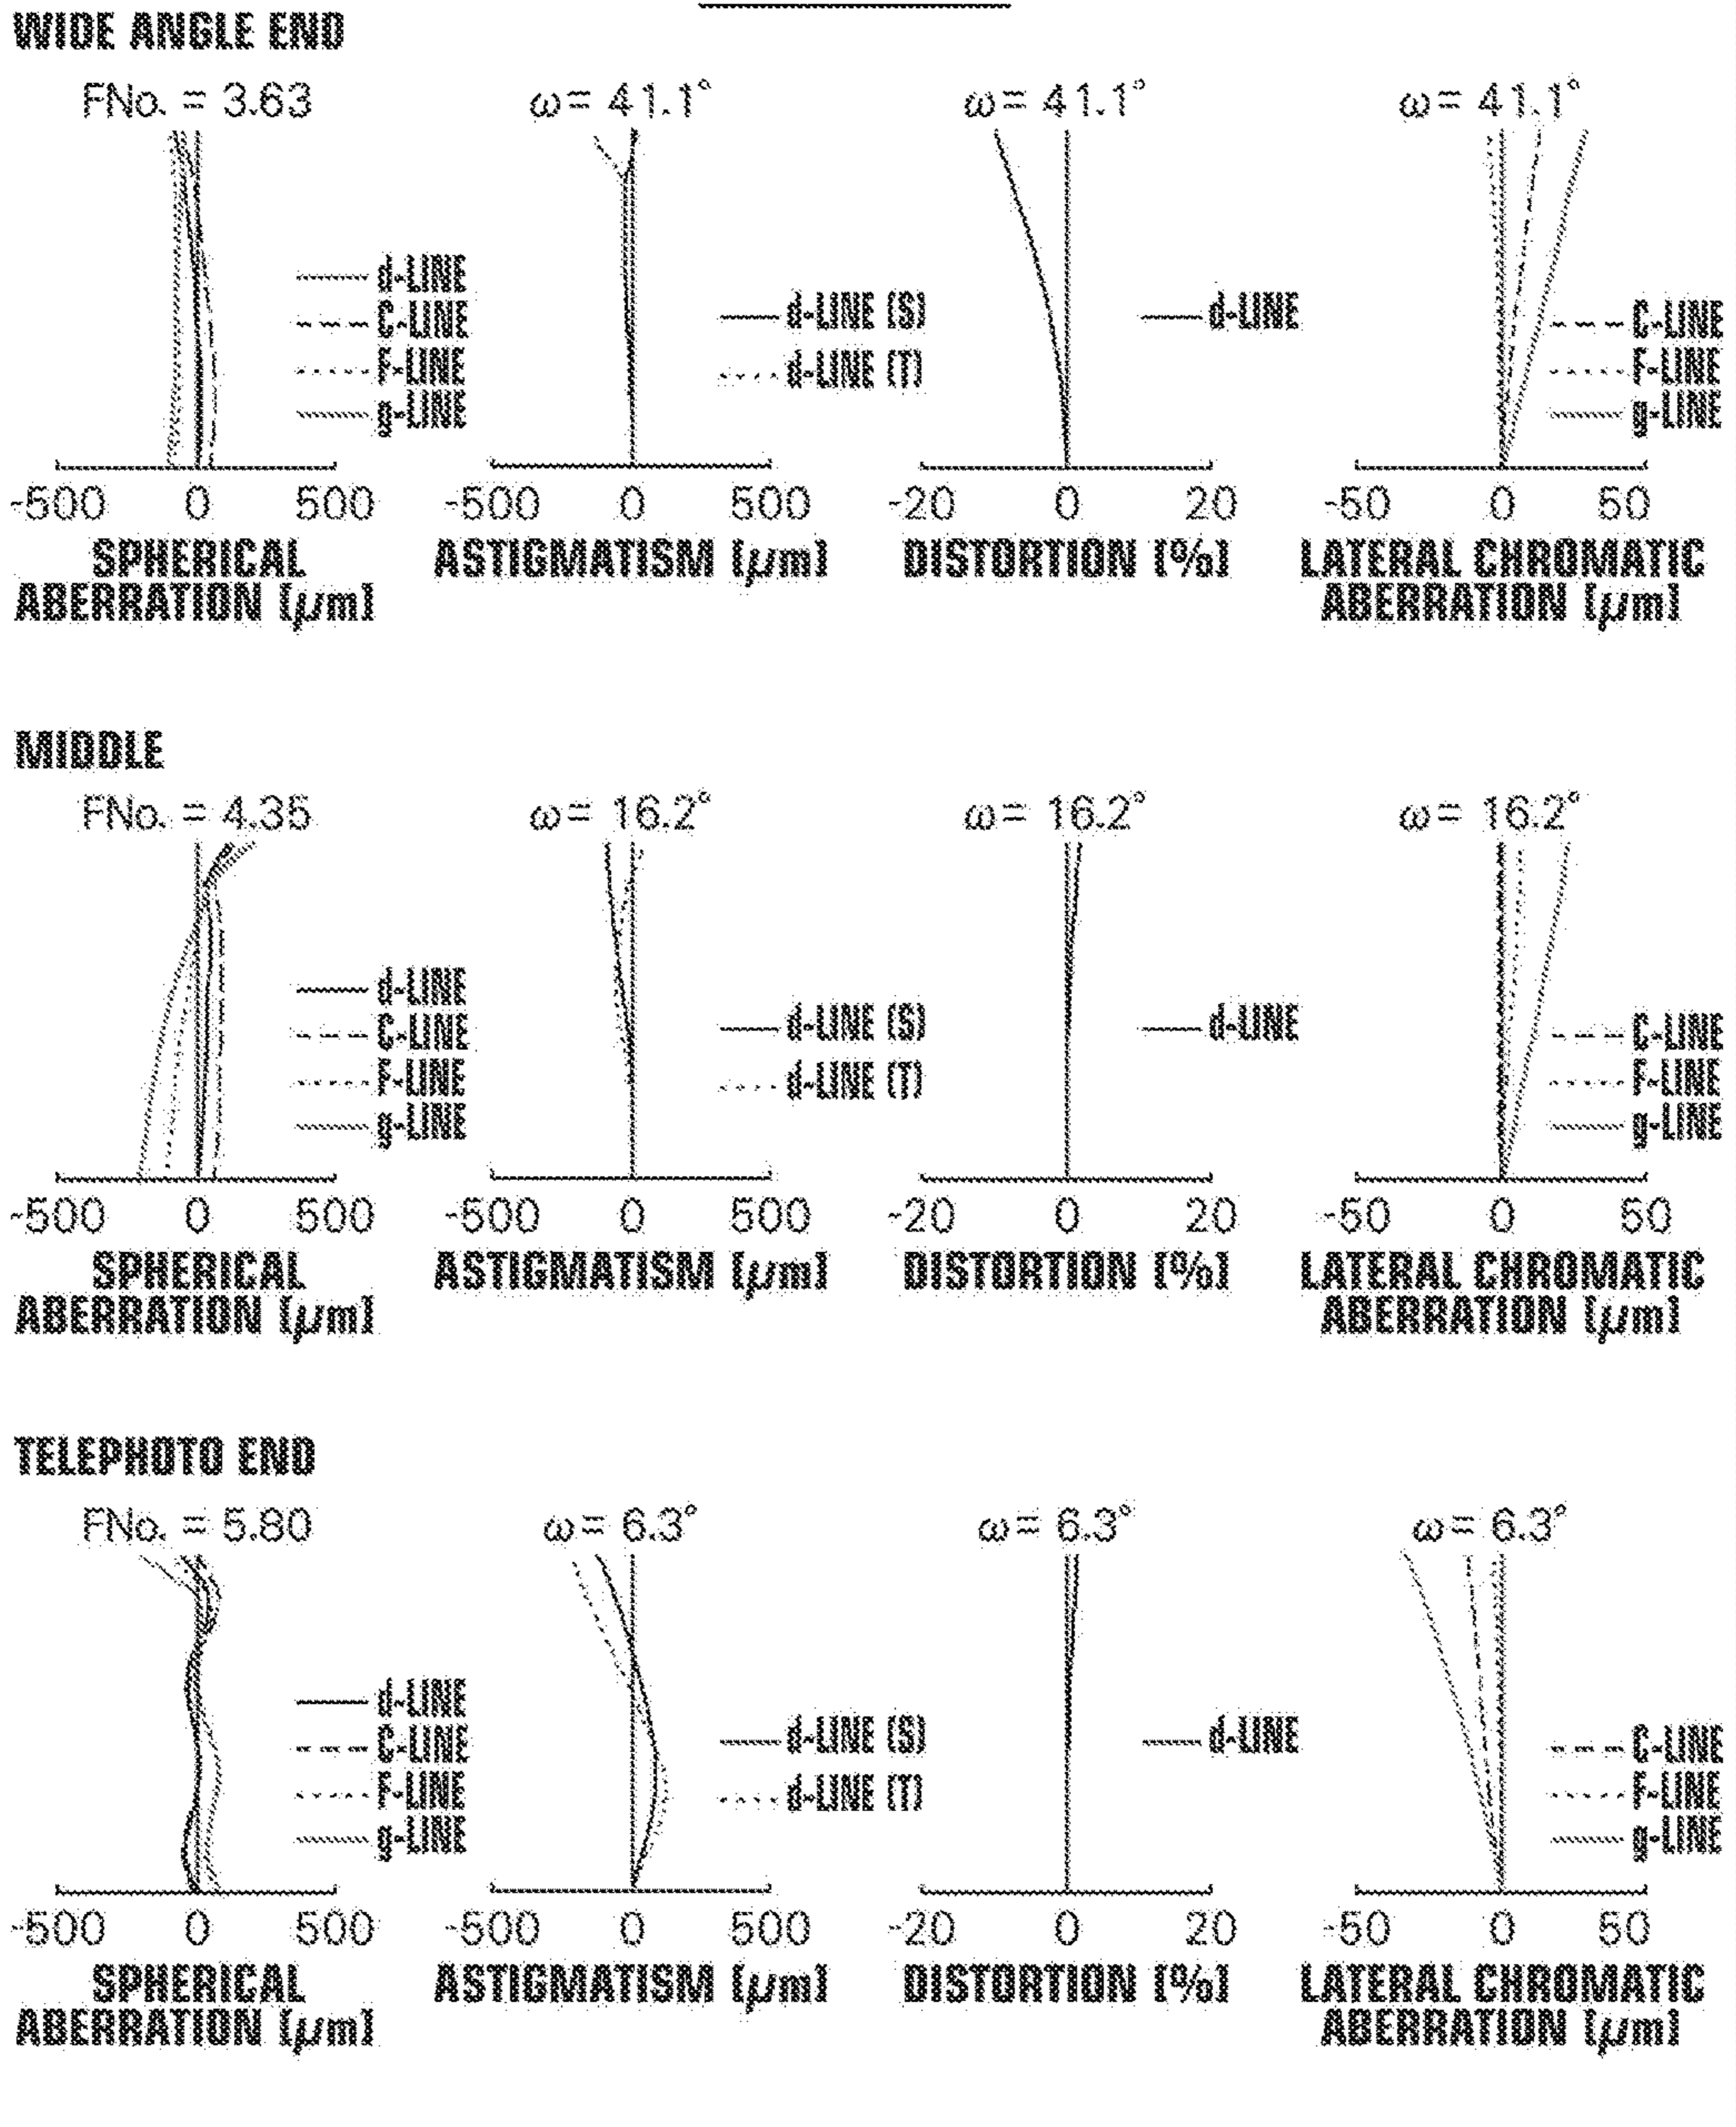 WIDE ANGLE END
FNo. = 3.63
ω = 41.1°
ω = 41.1°
ω = 41.1°
d-LINE
C-LINE
F-LINE
g-LINE
d-LINE (S)
d-LINE (T)
d-LINE
C-LINE
F-LINE
g-LINE
-500 0 500
-500 0 500
-20 0 20
-50 0 50
SPHERICAL
ABERRATION [μm]
ASTIGMATISM [μm]
DISTORTION [%]
LATERAL CHROMATIC
ABERRATION [μm]
MIDDLE
FNo. = 4.35
ω = 16.2°
ω = 16.2°
ω = 16.2°
d-LINE
C-LINE
F-LINE
g-LINE
d-LINE (S)
d-LINE (T)
d-LINE
C-LINE
F-LINE
g-LINE
-500 0 500
-500 0 500
-20 0 20
-50 0 50
SPHERICAL
ABERRATION [μm]
ASTIGMATISM [μm]
DISTORTION [%]
LATERAL CHROMATIC
ABERRATION [μm]
TELEPHOTO END
FNo. = 5.80
ω = 6.3°
ω = 6.3°
ω = 6.3°
d-LINE
C-LINE
F-LINE
g-LINE
d-LINE (S)
d-LINE (T)
d-LINE
C-LINE
F-LINE
g-LINE
-500 0 500
-500 0 500
-20 0 20
-50 0 50
SPHERICAL
ABERRATION [μm]
ASTIGMATISM [μm]
DISTORTION [%]
LATERAL CHROMATIC
ABERRATION [μm]